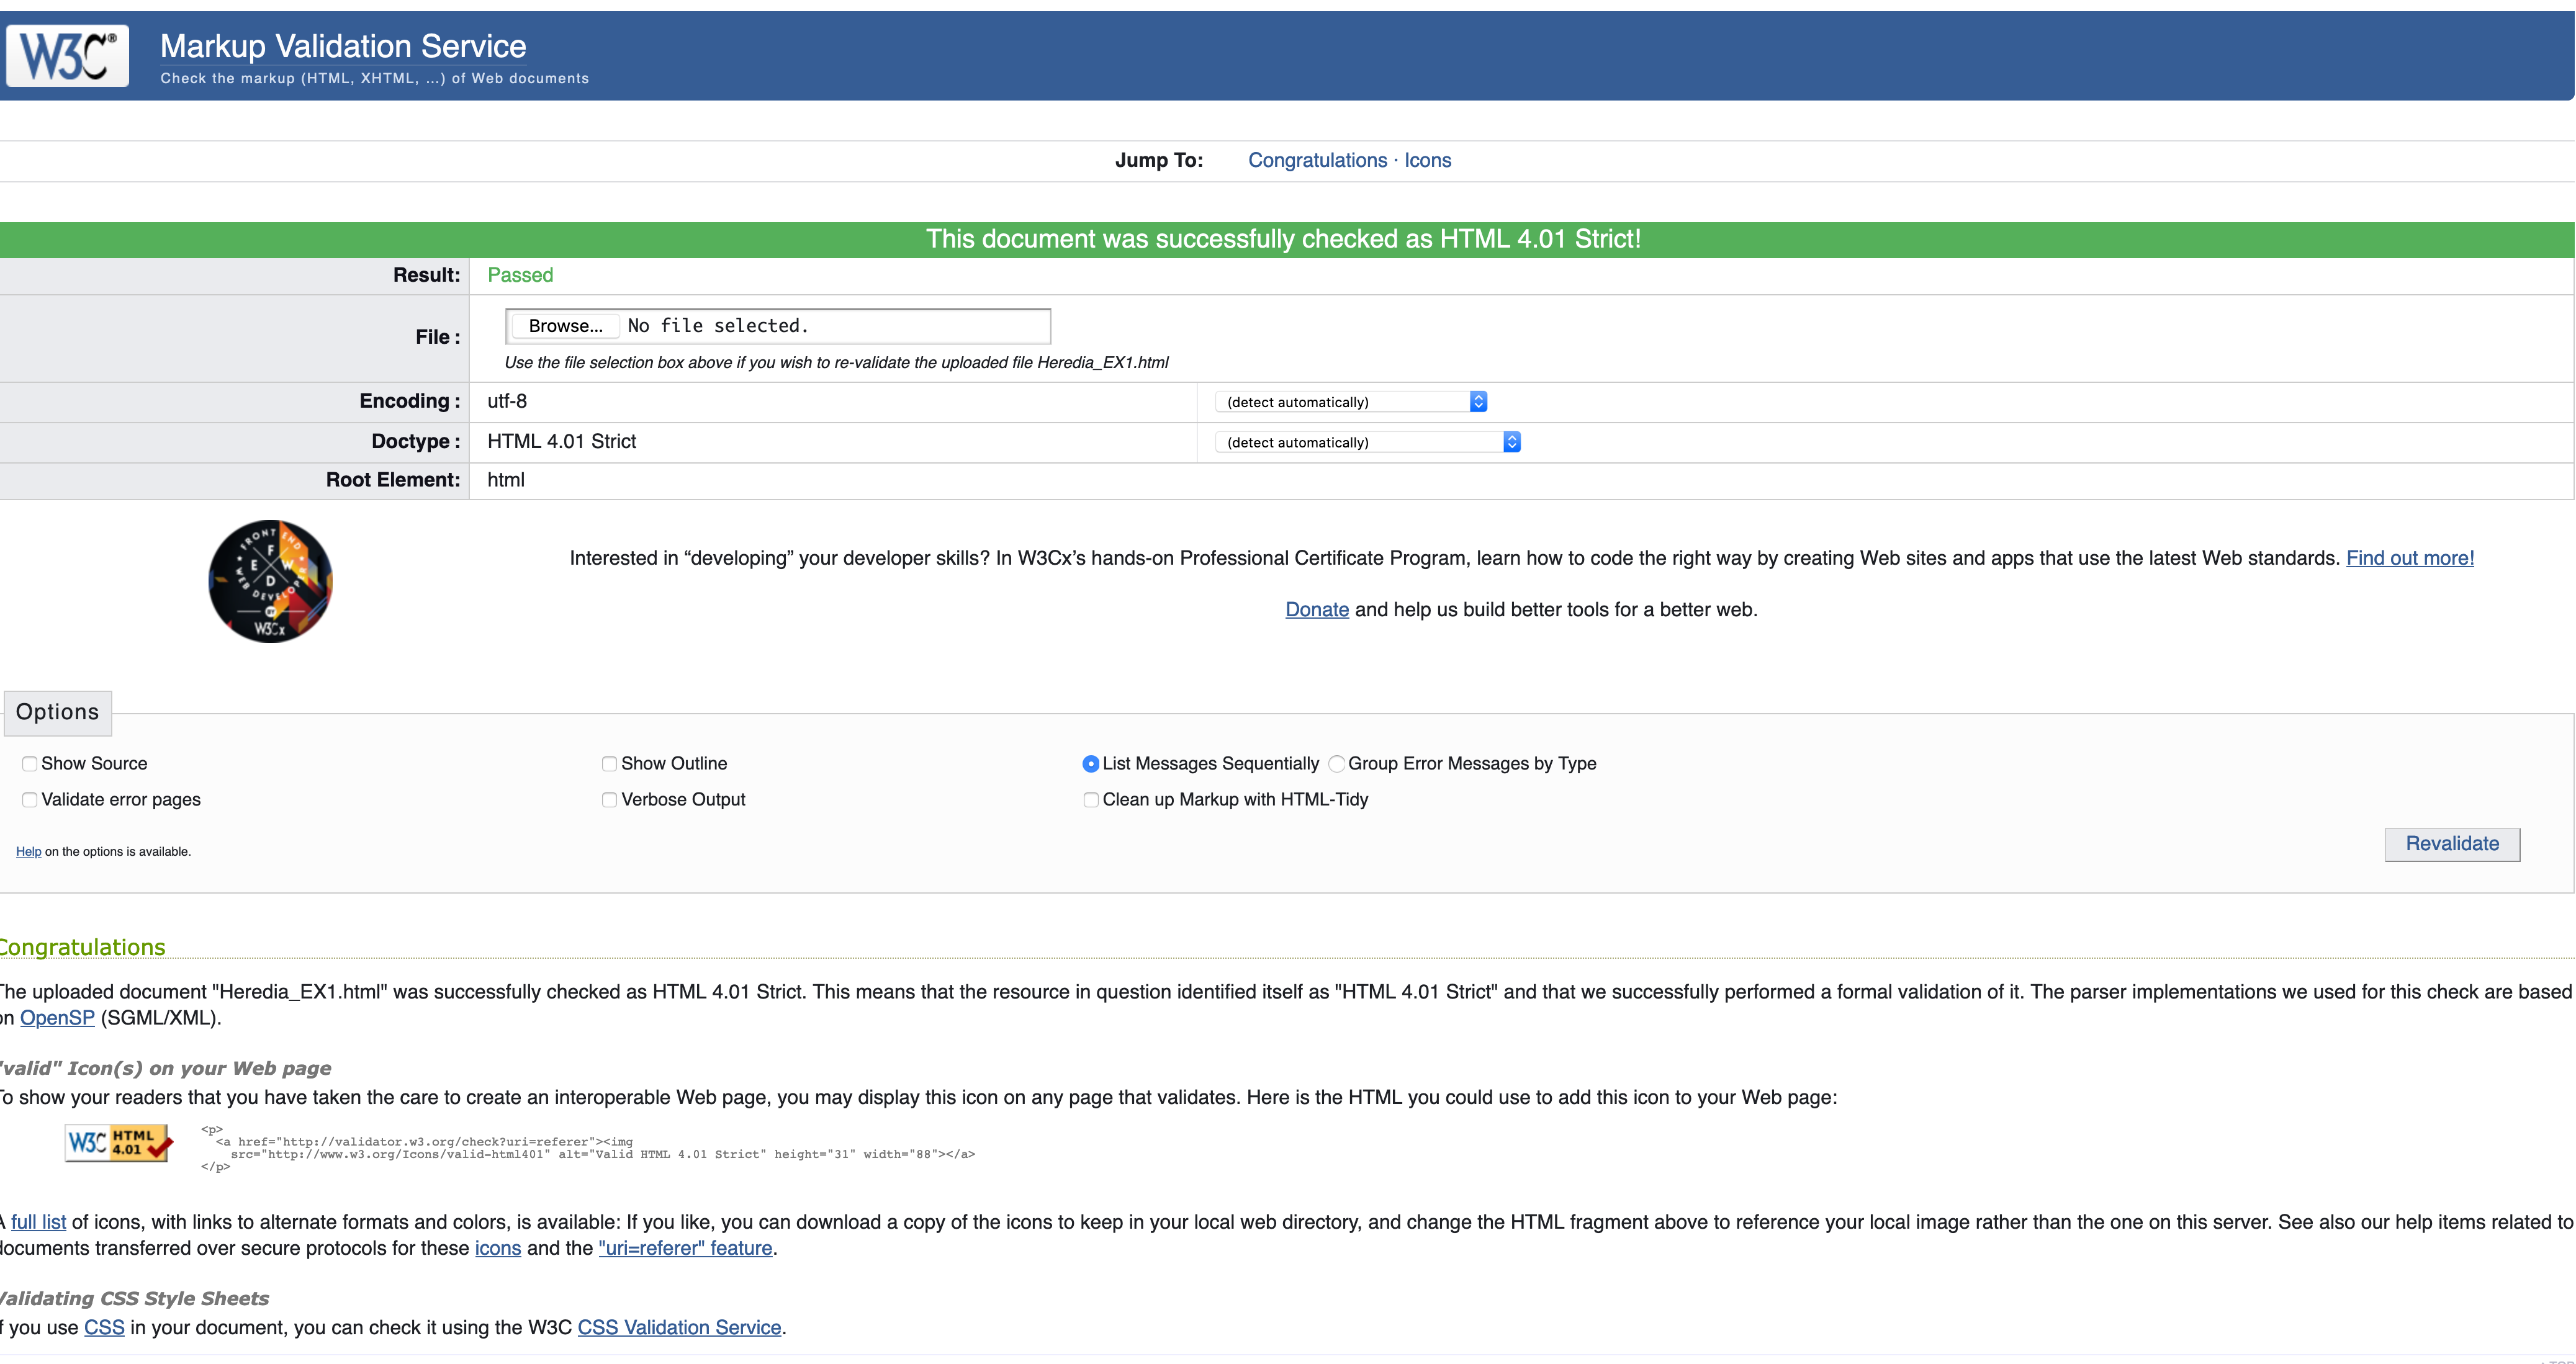 W3C®
Markup Validation Service
Check the markup (HTML, XHTML, ...) of Web documents
Jump To: Congratulations · Icons
This document was successfully checked as HTML 4.01 Strict!
Result: Passed
File : Browse... No file selected.
Use the file selection box above if you wish to re-validate the uploaded file Heredia_EX1.html
Encoding : utf-8 (detect automatically)
Doctype : HTML 4.01 Strict (detect automatically)
Root Element: html
FRONT END
F E W D
WEB DEVELOPER
BY
W3Cx
Interested in “developing” your developer skills? In W3Cx’s hands-on Professional Certificate Program, learn how to code the right way by creating Web sites and apps that use the latest Web standards. Find out more!
Donate and help us build better tools for a better web.
Options
Show Source Show Outline List Messages Sequentially Group Error Messages by Type
Validate error pages Verbose Output Clean up Markup with HTML-Tidy
Help on the options is available.
Revalidate
Congratulations
The uploaded document "Heredia_EX1.html" was successfully checked as HTML 4.01 Strict. This means that the resource in question identified itself as "HTML 4.01 Strict" and that we successfully performed a formal validation of it. The parser implementations we used for this check are based
on OpenSP (SGML/XML).
"valid" Icon(s) on your Web page
To show your readers that you have taken the care to create an interoperable Web page, you may display this icon on any page that validates. Here is the HTML you could use to add this icon to your Web page:
W3C HTML 4.01
<p>
<a href="http://validator.w3.org/check?uri=referer"><img
src="http://www.w3.org/Icons/valid-html401" alt="Valid HTML 4.01 Strict" height="31" width="88"></a>
</p>
A full list of icons, with links to alternate formats and colors, is available: If you like, you can download a copy of the icons to keep in your local web directory, and change the HTML fragment above to reference your local image rather than the one on this server. See also our help items related to
documents transferred over secure protocols for these icons and the "uri=referer" feature.
Validating CSS Style Sheets
If you use CSS in your document, you can check it using the W3C CSS Validation Service.